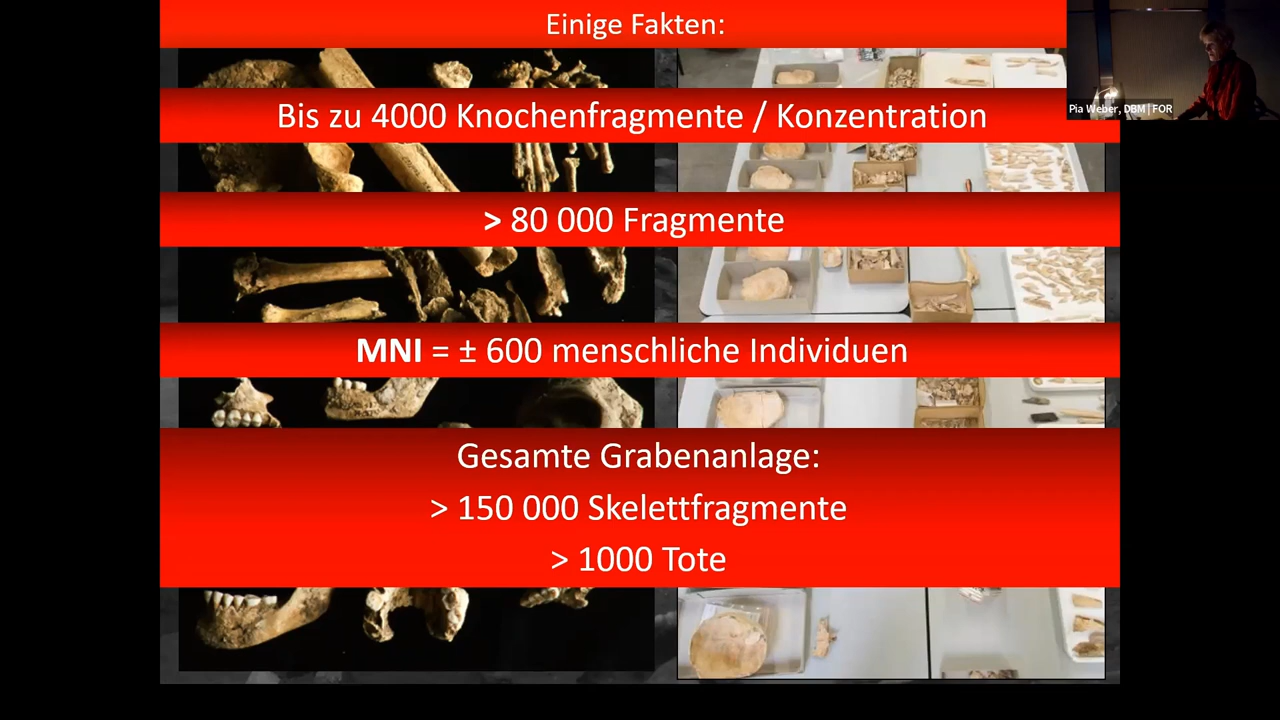 Einige Fakten:
Bis zu 4000 Knochenfragmente / Konzentration
> 80 000 Fragmente
MNI = ± 600 menschliche Individuen
Gesamte Grabenanlage:
> 150 000 Skelettfragmente
> 1000 Tote
Pia Weber, DBM | FOR